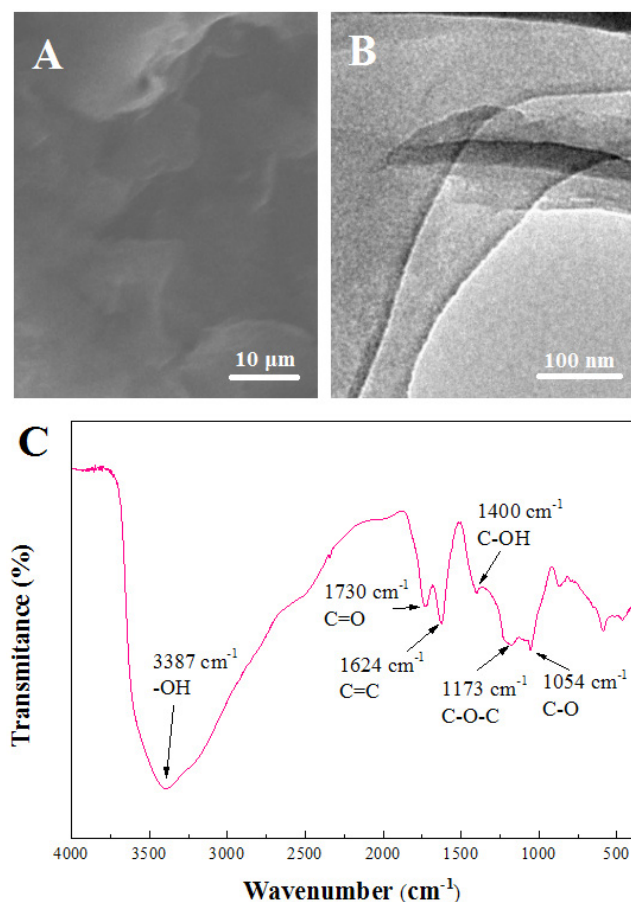 A
10 μm
B
100 nm
C
Transmitance (%)
3387 cm-1
-OH
1730 cm-1
C=O
1624 cm-1
C=C
1400 cm-1
C-OH
1173 cm-1
C-O-C
1054 cm-1
C-O
4000 3500 3000 2500 2000 1500 1000 500
Wavenumber (cm-1)